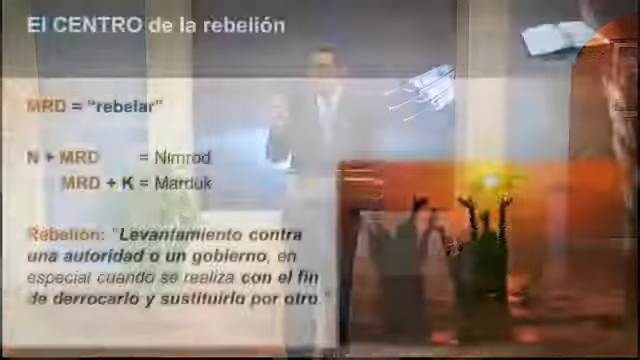 El CENTRO de la rebelión
MRD = "rebelar"
N + MRD = Nimrod
MRD + K = Marduk
Rebelión: "Levantamiento contra
una autoridad o un gobierno, en
especial cuando se realiza con el fin
de derrocarlo y sustituirlo por otro."